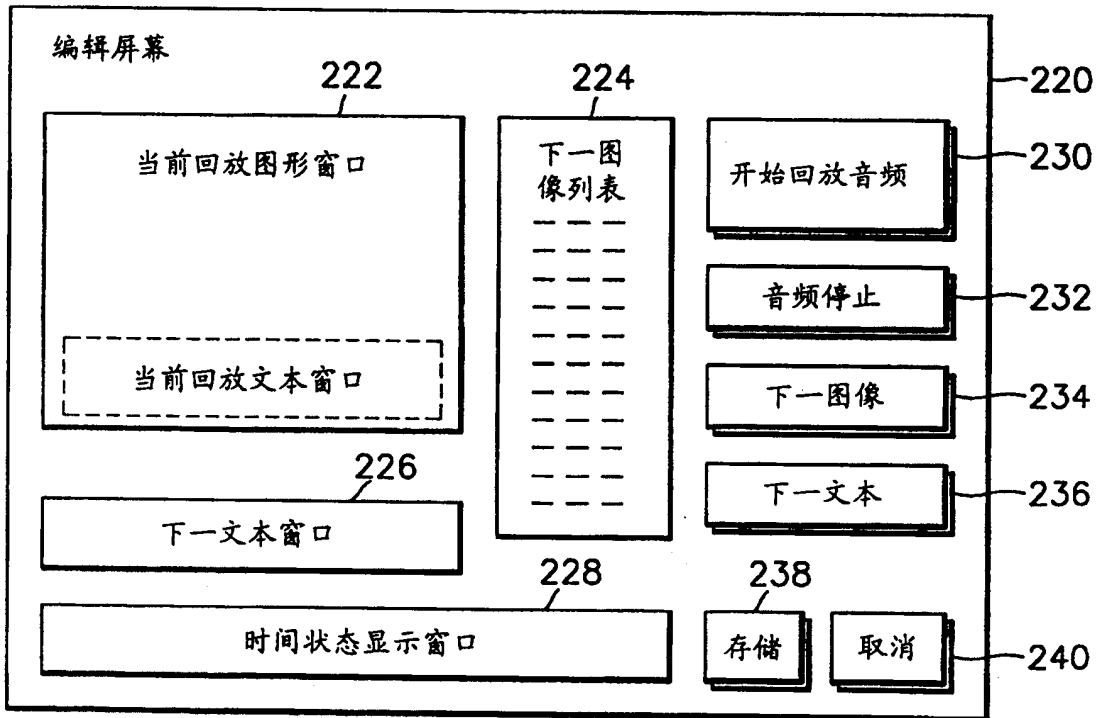 编辑屏幕
222
224
220
当前回放图形窗口
下一图
像列表
开始回放音频
230
音频停止
232
当前回放文本窗口
下一图像
234
226
下一文本窗口
下一文本
236
228
238
时间状态显示窗口
存储
取消
240